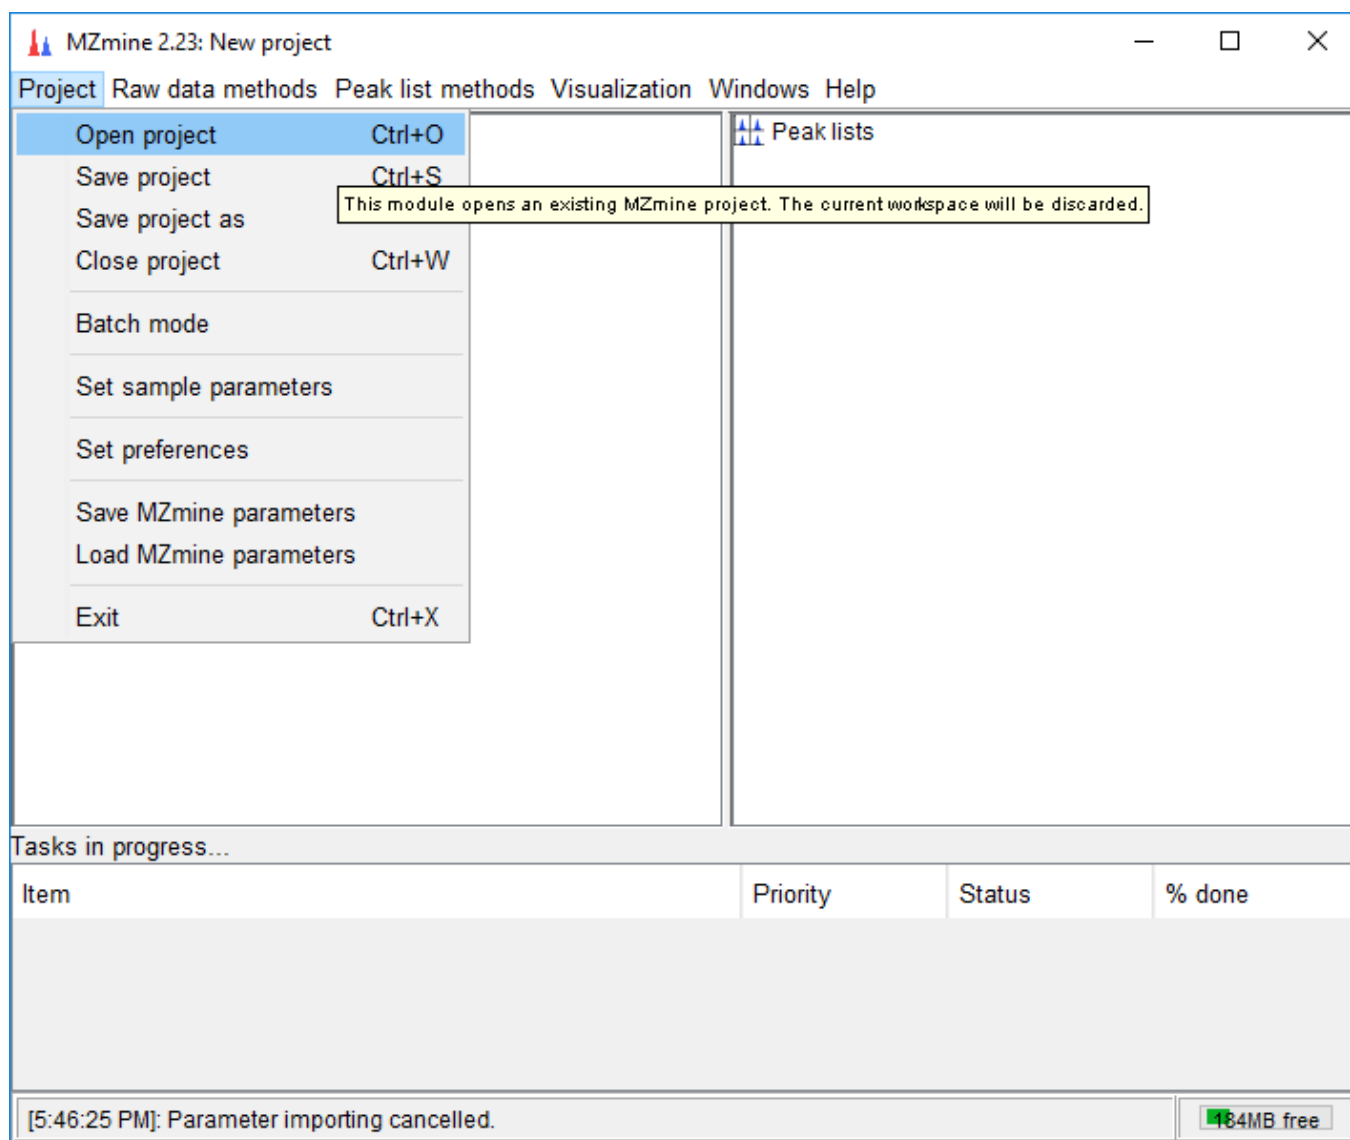 MZmine 2.23: New project
Project Raw data methods Peak list methods Visualization Windows Help
Open project Ctrl+O
Peak lists
Save project Ctrl+S
This module opens an existing MZmine project. The current workspace will be discarded.
Save project as
Close project Ctrl+W
Batch mode
Set sample parameters
Set preferences
Save MZmine parameters
Load MZmine parameters
Exit Ctrl+X
Tasks in progress...
Item Priority Status % done
[5:46:25 PM]: Parameter importing cancelled.
184MB free